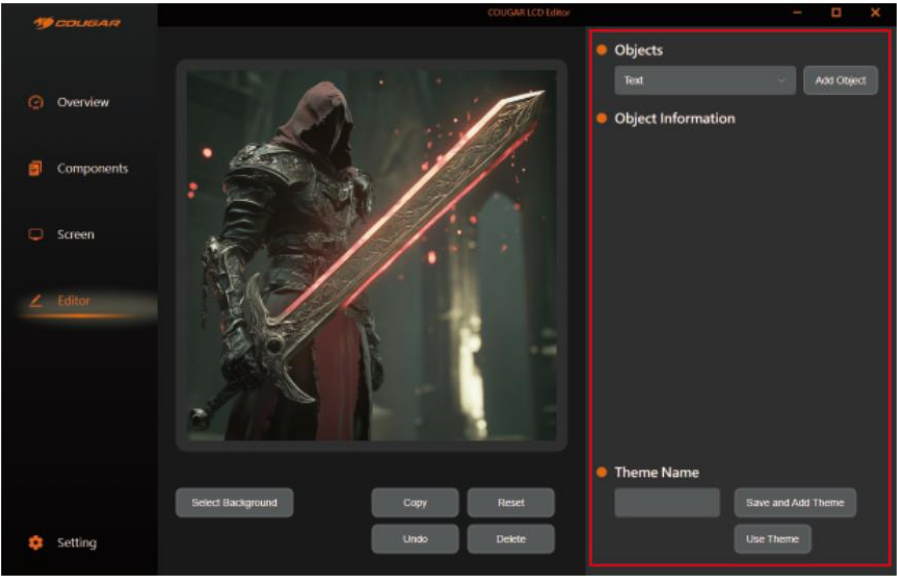 COUGAR
COUGAR LCD Editor
Overview
Components
Screen
Editor
Setting
Select Background
Copy
Reset
Undo
Delete
Objects
Text
Add Object
Object Information
Theme Name
Save and Add Theme
Use Theme